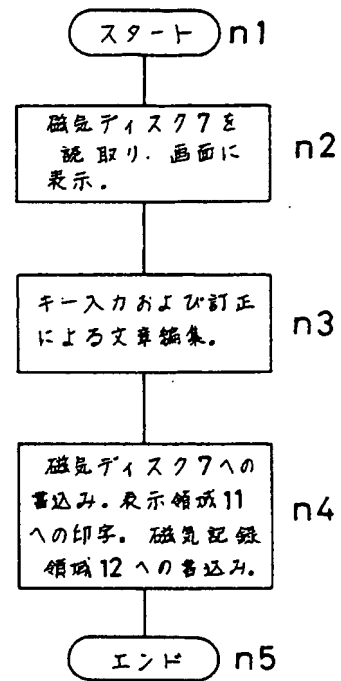 スタート n1
磁気ディスク7を
読取り、画面に
表示。
n2
キー入力および訂正
による文章編集。
n3
磁気ディスク7への
書込み。表示領域11
への印字。磁気記録
領域12への書込み。
n4
エンド n5